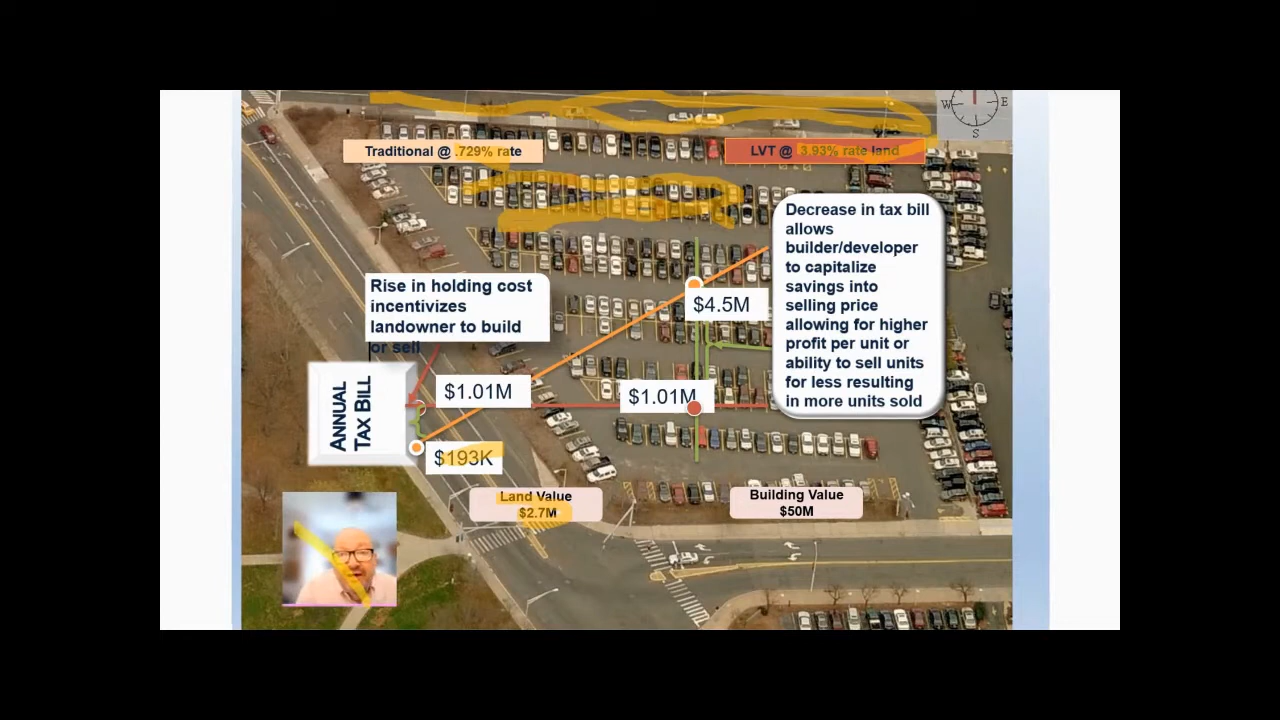 W
E
S
Traditional @ .729% rate
LVT @ 3.93% rate land
Decrease in tax bill
allows
builder/developer
to capitalize
savings into
selling price
allowing for higher
profit per unit or
ability to sell units
for less resulting
in more units sold
Rise in holding cost
incentivizes
landowner to build
or sell
$4.5M
ANNUAL
TAX BILL
$1.01M
$1.01M
$193K
Land Value
$2.7M
Building Value
$50M